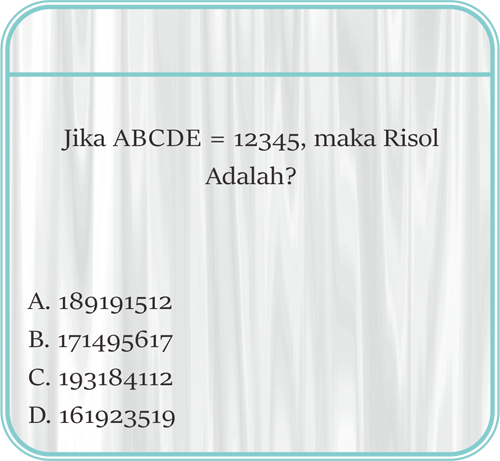 Jika ABCDE = 12345, maka Risol
Adalah?
A. 189191512
B. 171495617
C. 193184112
D. 161923519